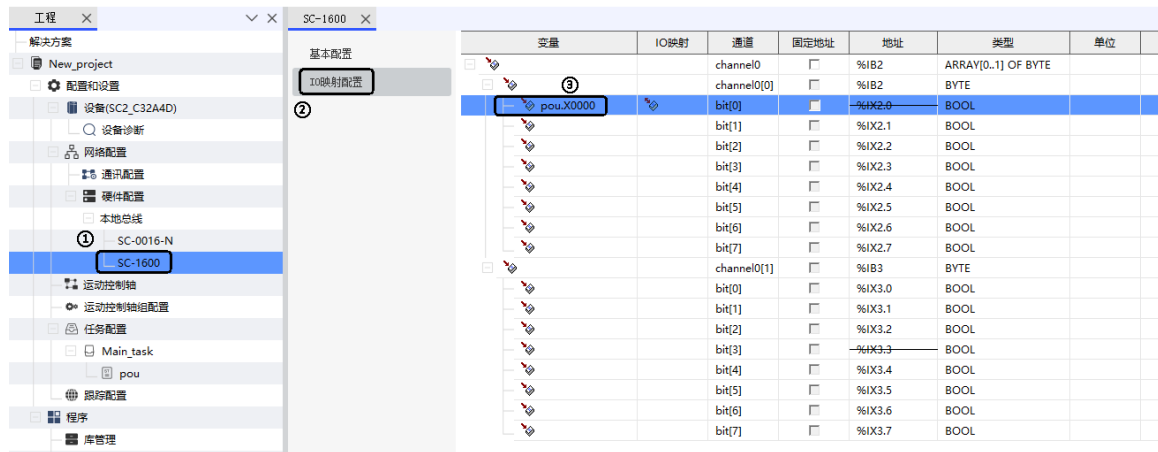 工程
解决方案
New_project
配置和设置
设备(SC2_C32A4D)
设备诊断
网络配置
通讯配置
硬件配置
本地总线
① SC-0016-N
SC-1600
运动控制轴
运动控制轴组配置
任务配置
Main_task
pou
跟踪配置
程序
库管理
SC-1600
基本配置
IO映射配置
②
变量 IO映射 通道 固定地址 地址 类型 单位
channel0 %IB2 ARRAY[0..1] OF BYTE
③ channel0[0] %IB2 BYTE
pou.X0000 bit[0] %IX2.0 BOOL
bit[1] %IX2.1 BOOL
bit[2] %IX2.2 BOOL
bit[3] %IX2.3 BOOL
bit[4] %IX2.4 BOOL
bit[5] %IX2.5 BOOL
bit[6] %IX2.6 BOOL
bit[7] %IX2.7 BOOL
channel0[1] %IB3 BYTE
bit[0] %IX3.0 BOOL
bit[1] %IX3.1 BOOL
bit[2] %IX3.2 BOOL
bit[3] %IX3.3 BOOL
bit[4] %IX3.4 BOOL
bit[5] %IX3.5 BOOL
bit[6] %IX3.6 BOOL
bit[7] %IX3.7 BOOL